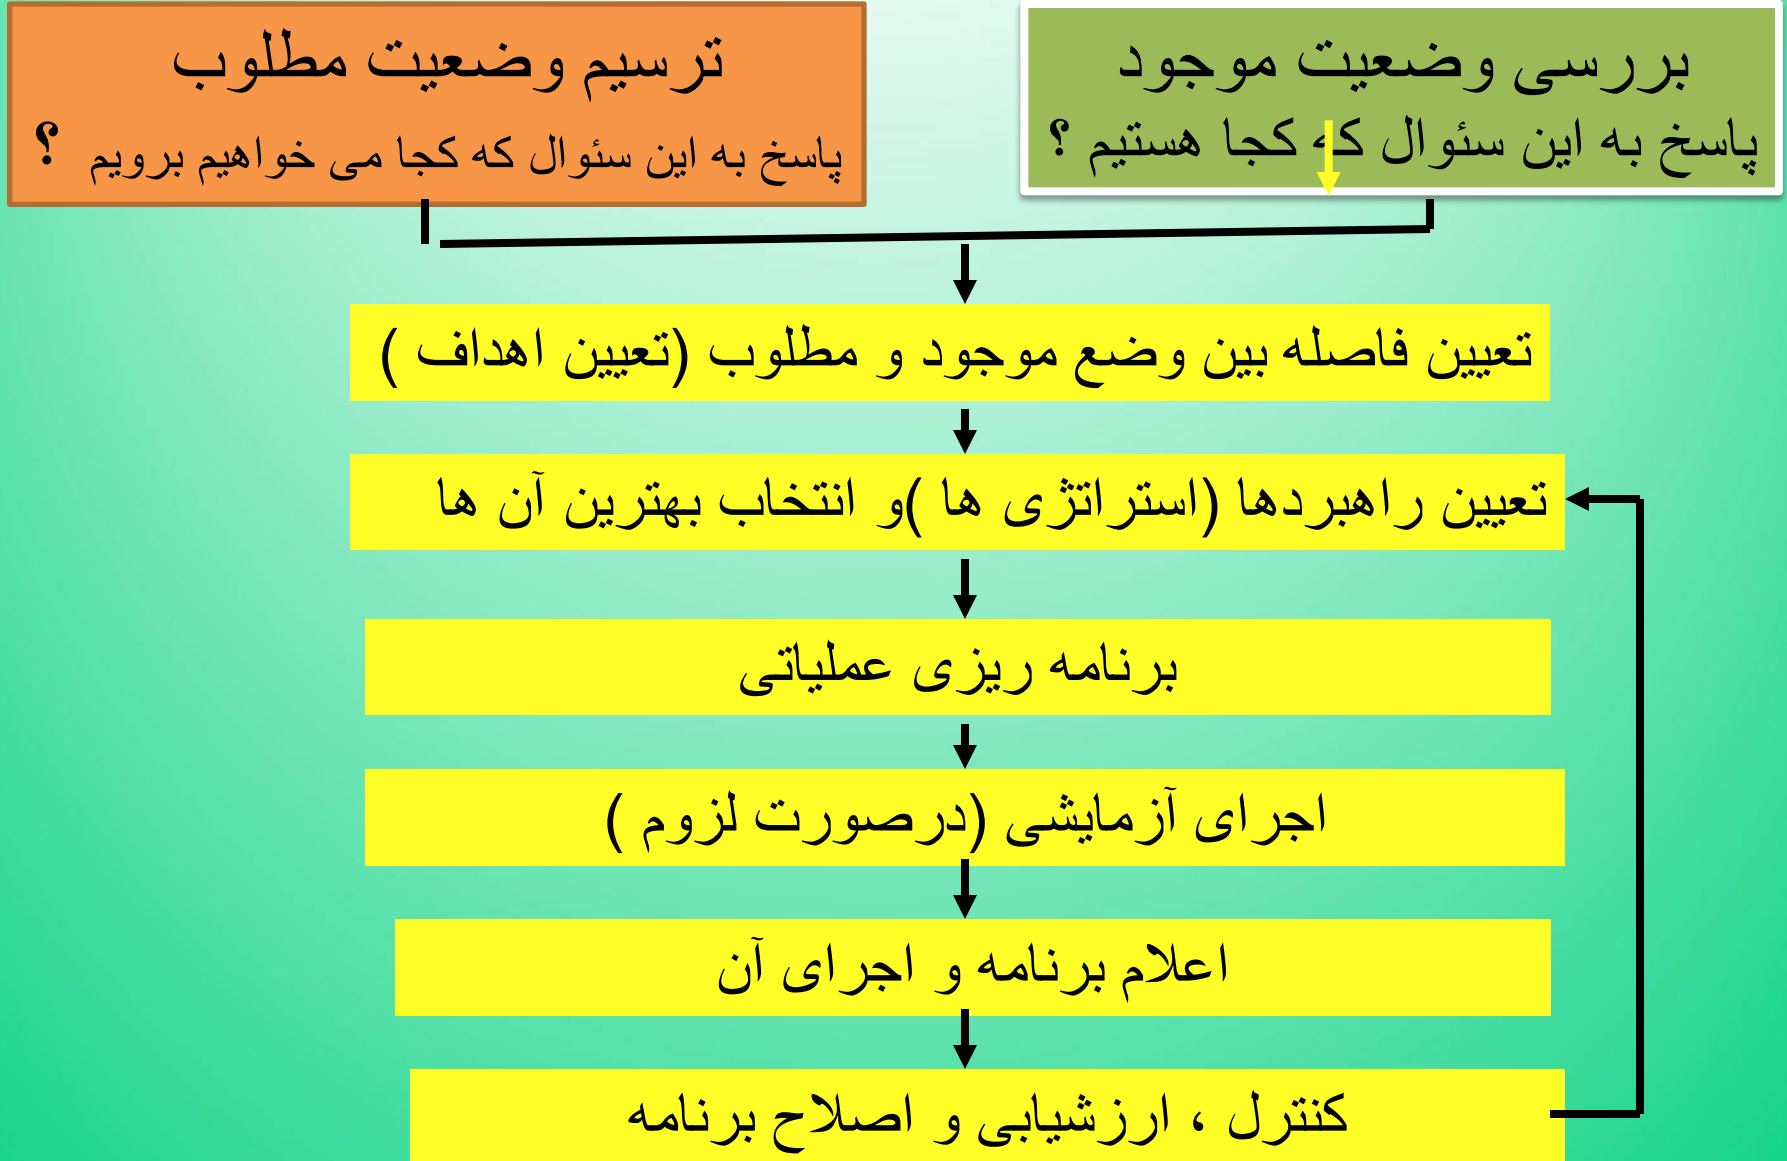 بررسی وضعیت موجود
پاسخ به این سئوال که کجا هستیم ؟
ترسیم وضعیت مطلوب
پاسخ به این سئوال که کجا می خواهیم برویم ؟
تعیین فاصله بین وضع موجود و مطلوب (تعیین اهداف )
تعیین راهبردها (استراتژی ها )و انتخاب بهترین آن ها
برنامه ریزی عملیاتی
اجرای آزمایشی (درصورت لزوم )
اعلام برنامه و اجرای آن
کنترل ، ارزشیابی و اصلاح برنامه